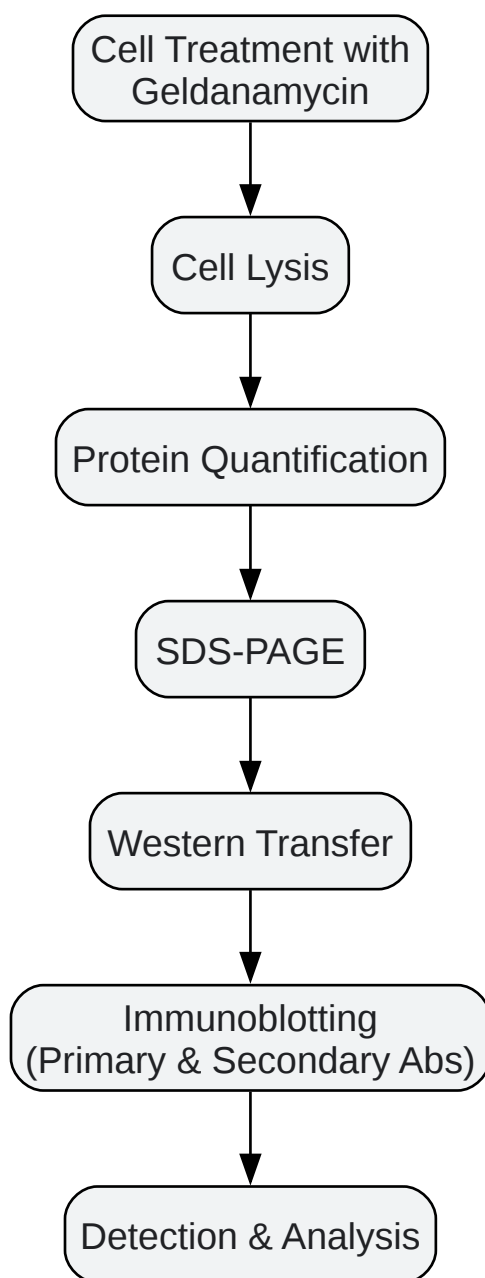 Cell Treatment with
Geldanamycin
Cell Lysis
Protein Quantification
SDS-PAGE
Western Transfer
Immunoblotting
(Primary & Secondary Abs)
Detection & Analysis